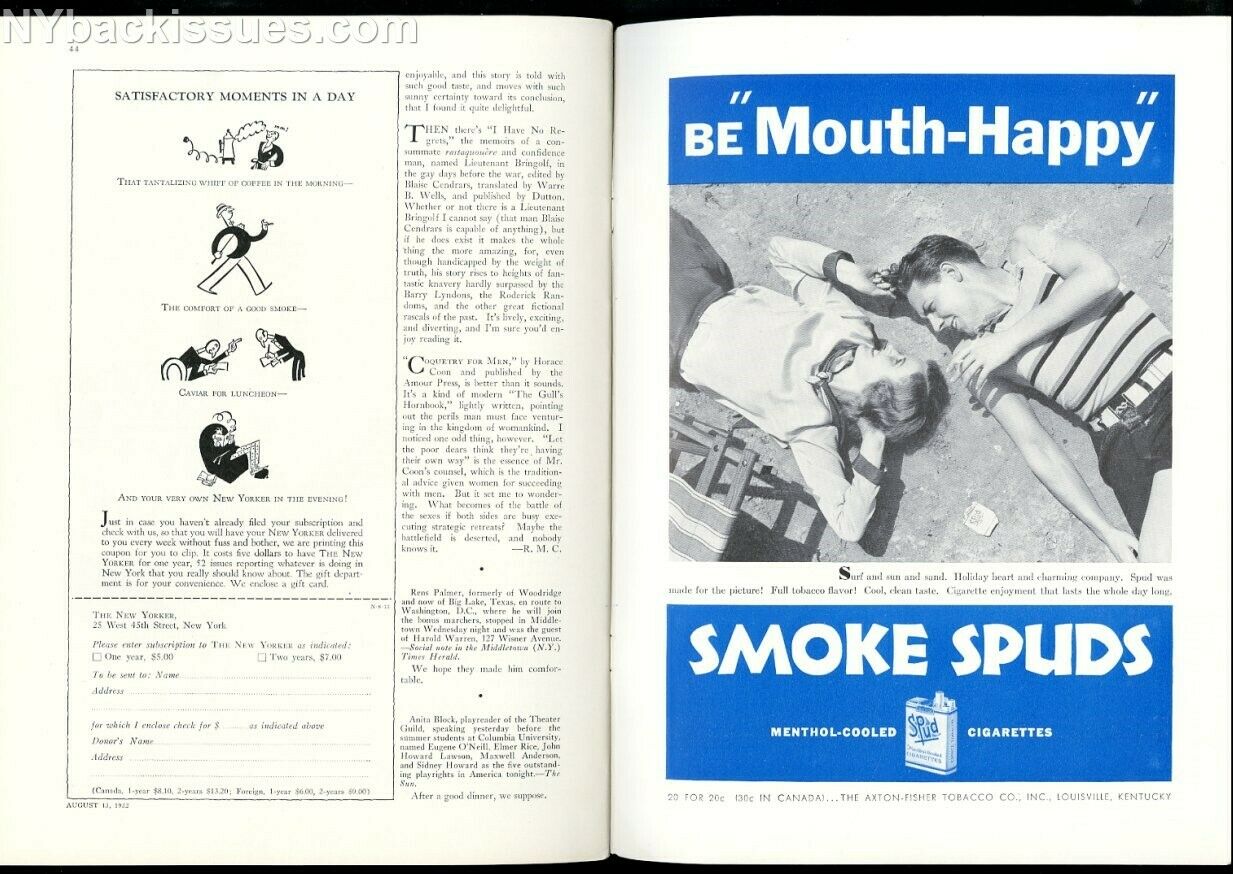 NYbackissues.com
44
SATISFACTORY MOMENTS IN A DAY
THAT TANTALIZING WHIFF OF COFFEE IN THE MORNING—
THE COMFORT OF A GOOD SMOKE—
CAVIAR FOR LUNCHEON—
AND YOUR VERY OWN NEW YORKER IN THE EVENING!
Just in case you haven't already filed your subscription and
check with us, so that you will have your NEW YORKER delivered
to you every week without fuss and bother, we are printing this
coupon for you to clip. It costs five dollars to have THE NEW
YORKER for one year, 52 issues reporting whatever is doing in
New York that you really should know about. The gift depart-
ment is for your convenience. We enclose a gift card.
N-8-13
THE NEW YORKER,
25 West 45th Street, New York
Please enter subscription to THE NEW YORKER as indicated:
One year, $5.00 Two years, $7.00
To be sent to: Name
Address
for which I enclose check for $ as indicated above
Donor's Name
Address
(Canada, 1-year $8.10, 2-years $13.20; Foreign, 1-year $6.00, 2-years $9.00)
AUGUST 13, 1932
enjoyable, and this story is told with
such good taste, and moves with such
sunny certainty toward its conclusion,
that I found it quite delightful.
THEN there's "I Have No Re-
grets," the memoirs of a con-
summate rastaquouère and confidence
man, named Lieutenant Bringolf, in
the gay days before the war, edited by
Blaise Cendrars, translated by Warre
B. Wells, and published by Dutton.
Whether or not there is a Lieutenant
Bringolf I cannot say (that man Blaise
Cendrars is capable of anything), but
if he does exist it makes the whole
thing the more amazing, for, even
though handicapped by the weight of
truth, his story rises to heights of fan-
tastic knavery hardly surpassed by the
Barry Lyndons, the Roderick Ran-
doms, and the other great fictional
rascals of the past. It's lively, exciting,
and diverting, and I'm sure you'd en-
joy reading it.
"COQUETRY FOR MEN," by Horace
Coon and published by the
Amour Press, is better than it sounds.
It's a kind of modern "The Gull's
Hornbook," lightly written, pointing
out the perils man must face ventur-
ing in the kingdom of womankind. I
noticed one odd thing, however. "Let
the poor dears think they're having
their own way" is the essence of Mr.
Coon's counsel, which is the tradition-
al advice given women for succeeding
with men. But it set me to wonder-
ing. What becomes of the battle of
the sexes if both sides are busy exe-
cuting strategic retreats? Maybe the
battlefield is deserted, and nobody
knows it. —R. M. C.
•
Rens Palmer, formerly of Woodridge
and now of Big Lake, Texas, en route to
Washington, D.C., where he will join
the bonus marchers, stopped in Middle-
town Wednesday night and was the guest
of Harold Warren, 127 Wisner Avenue.
—Social note in the Middletown (N.Y.)
Times Herald.
We hope they made him comfor-
table.
•
Anita Block, playreader of the Theater
Guild, speaking yesterday before the
summer students at Columbia University,
named Eugene O'Neill, Elmer Rice, John
Howard Lawson, Maxwell Anderson,
and Sidney Howard as the five outstand-
ing playrights in America tonight.—The
Sun.
After a good dinner, we suppose.
BE "Mouth-Happy"
Spud
Surf and sun and sand. Holiday heart and charming company. Spud was
made for the picture! Full tobacco flavor! Cool, clean taste. Cigarette enjoyment that lasts the whole day long.
SMOKE SPUDS
MENTHOL-COOLED Spud CIGARETTES
CIGARETTES
20 FOR 20c (30c IN CANADA)...THE AXTON-FISHER TOBACCO CO., INC., LOUISVILLE, KENTUCKY